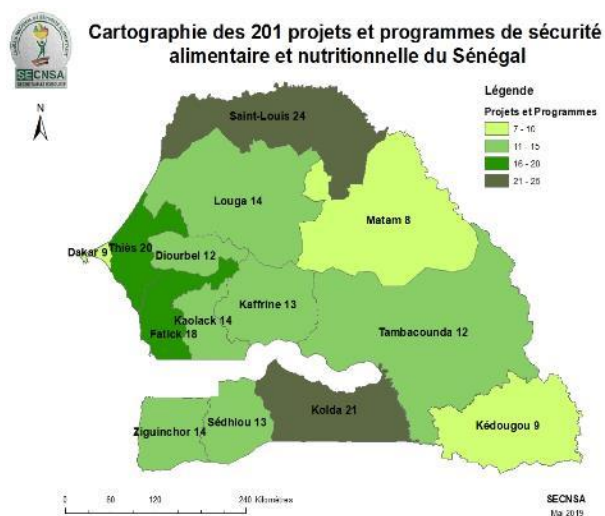 Cartographie des 201 projets et programmes de sécurité
alimentaire et nutritionnelle du Sénégal
SECNSA
N
Légende
Projets et Programmes
7 - 10
11 - 15
16 - 20
21 - 25
Saint-Louis 24
Louga 14
Matam 8
Dakar 9
Thiès 20
Diourbel 12
Kaffrine 13
Kaolack 14
Fatick 18
Tambacounda 12
Kolda 21
Sédhiou 13
Ziguinchor 14
Kédougou 9
0 60 120 240 Kilomètres
SECNSA
Mai 2019